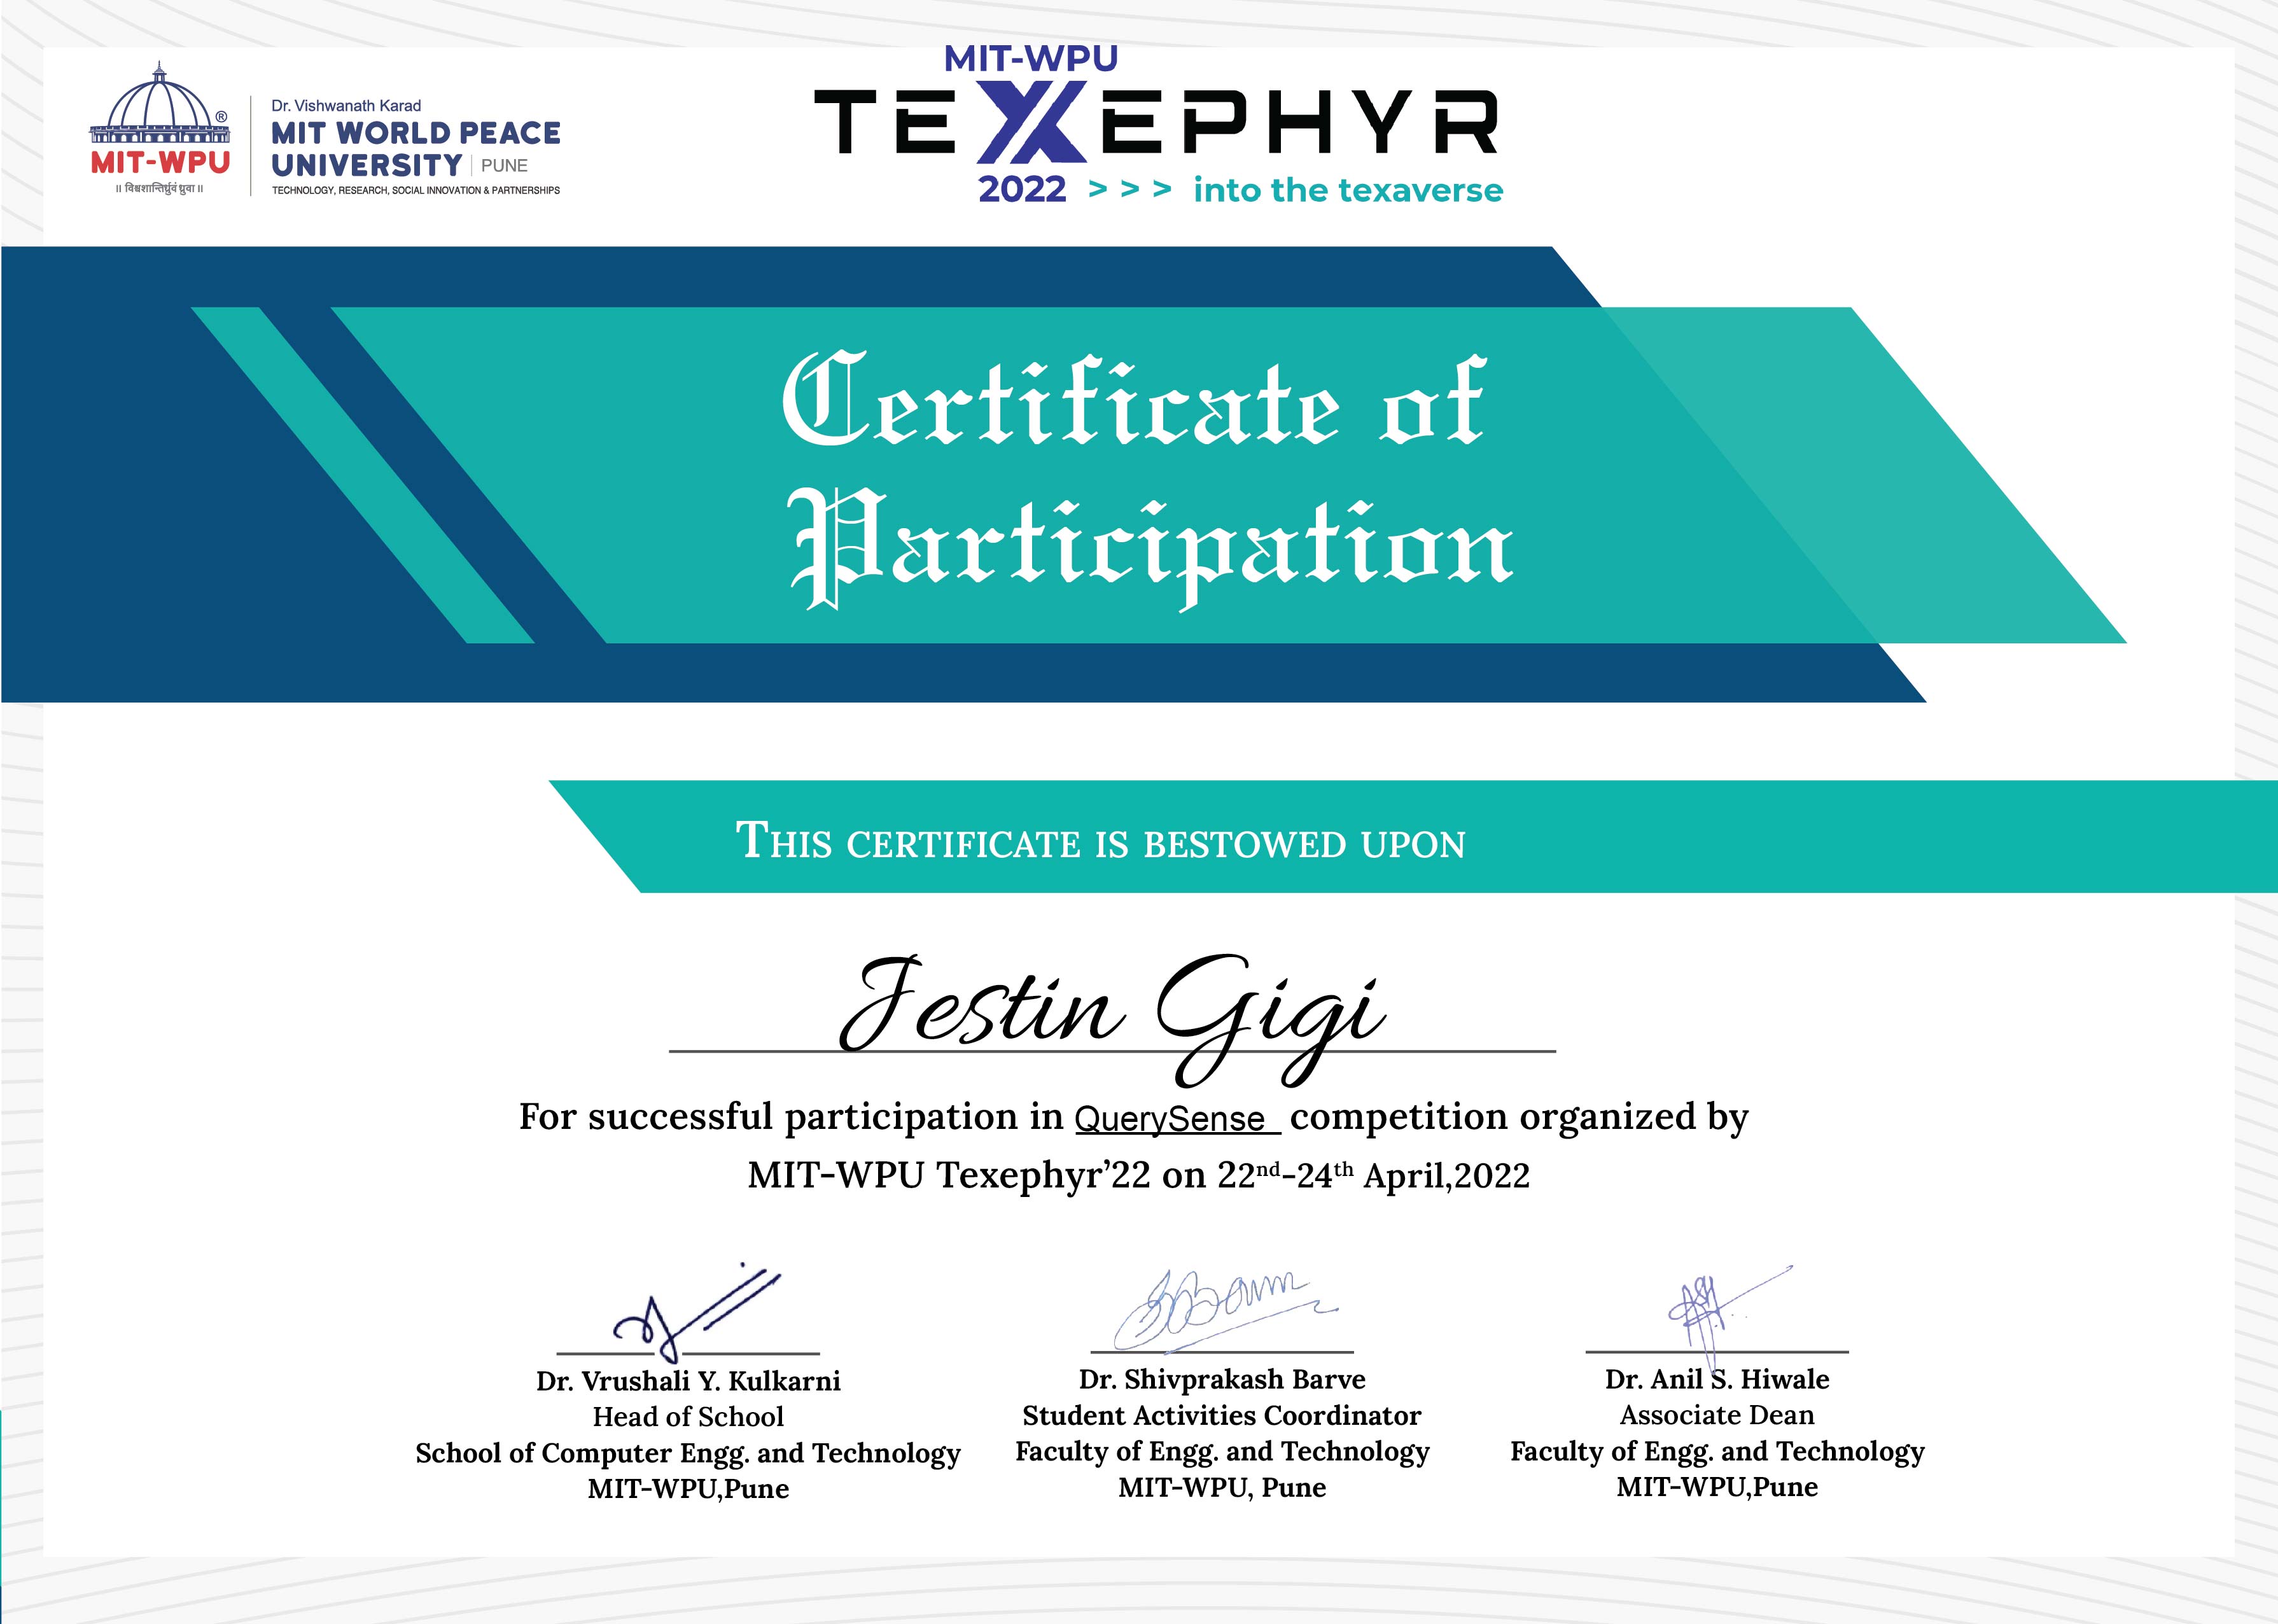 MIT-WPU
॥ विश्वशान्तिर्ध्रुवं ध्रुवा ॥
Dr. Vishwanath Karad
MIT WORLD PEACE
UNIVERSITY | PUNE
TECHNOLOGY, RESEARCH, SOCIAL INNOVATION & PARTNERSHIPS
MIT-WPU
TEXEPHYR
2022 > > > into the texaverse
Certificate of
Participation
THIS CERTIFICATE IS BESTOWED UPON
Jestin Gigi
For successful participation in QuerySense competition organized by
MIT-WPU Texephyr’22 on 22nd-24th April,2022
Dr. Vrushali Y. Kulkarni
Head of School
School of Computer Engg. and Technology
MIT-WPU,Pune
Dr. Shivprakash Barve
Student Activities Coordinator
Faculty of Engg. and Technology
MIT-WPU, Pune
Dr. Anil S. Hiwale
Associate Dean
Faculty of Engg. and Technology
MIT-WPU,Pune